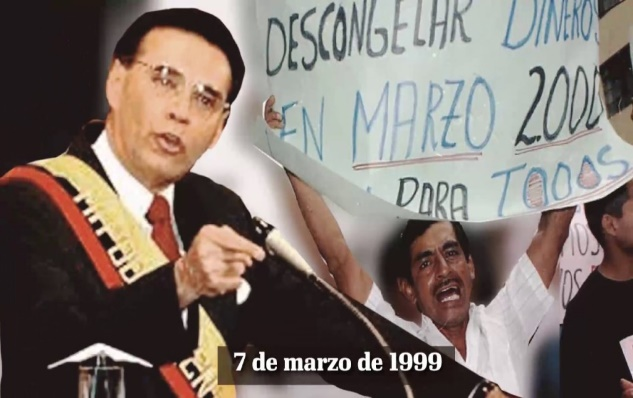 DESCONGELAR DINEROS
EN MARZO 2000
PARA TODOS
7 de marzo de 1999